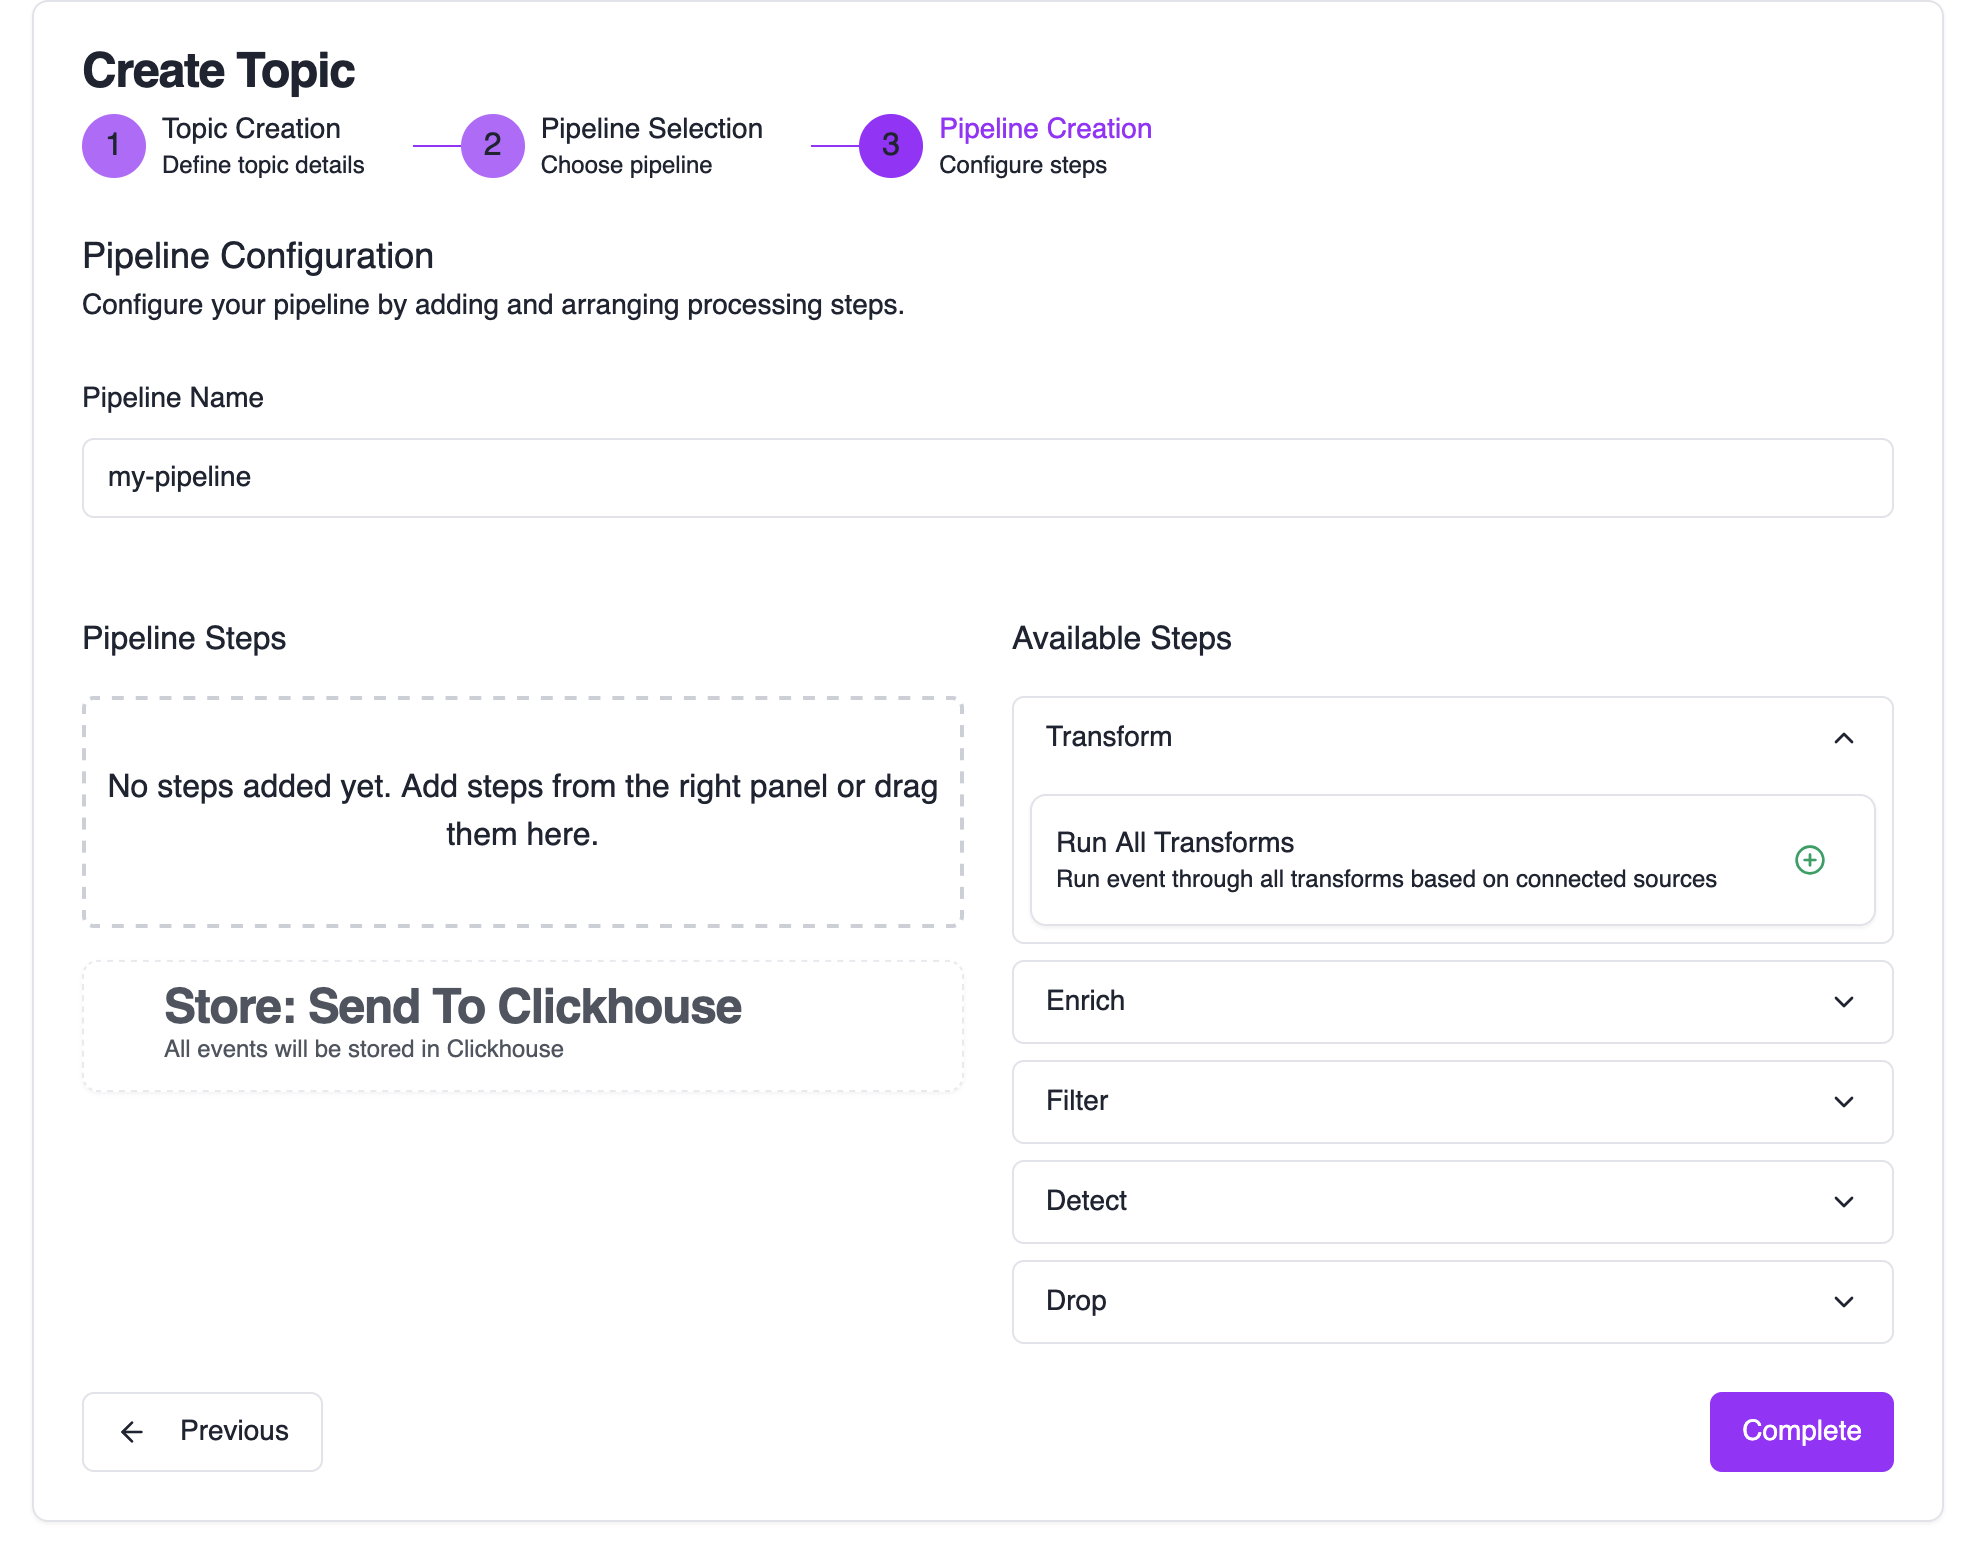 Create Topic
1
Topic Creation
Define topic details
2
Pipeline Selection
Choose pipeline
3
Pipeline Creation
Configure steps
Pipeline Configuration
Configure your pipeline by adding and arranging processing steps.
Pipeline Name
my-pipeline
Pipeline Steps
No steps added yet. Add steps from the right panel or drag
them here.
Store: Send To Clickhouse
All events will be stored in Clickhouse
Available Steps
Transform
Run All Transforms
Run event through all transforms based on connected sources
Enrich
Filter
Detect
Drop
Previous
Complete